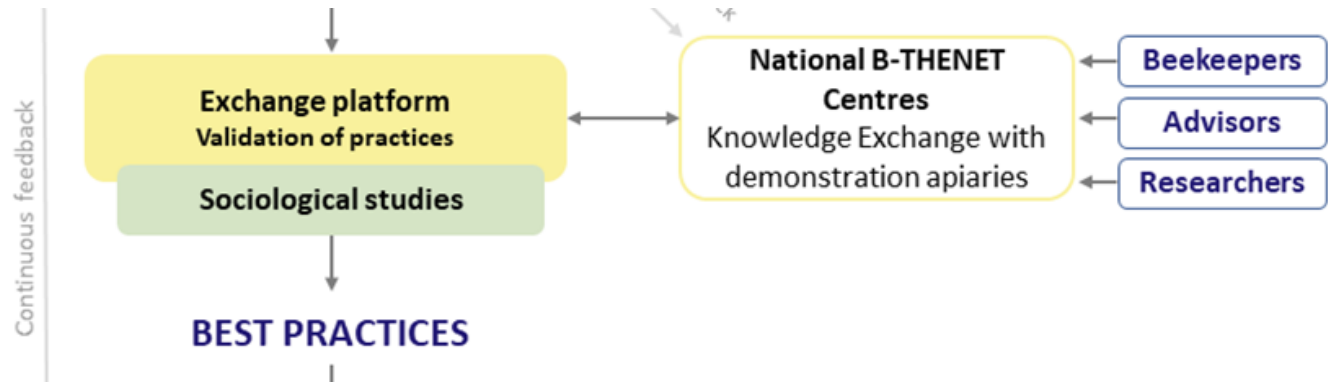 Continuous feedback
Exchange platform
Validation of practices
Sociological studies
BEST PRACTICES
National B-THENET
Centres
Knowledge Exchange with
demonstration apiaries
Beekeepers
Advisors
Researchers